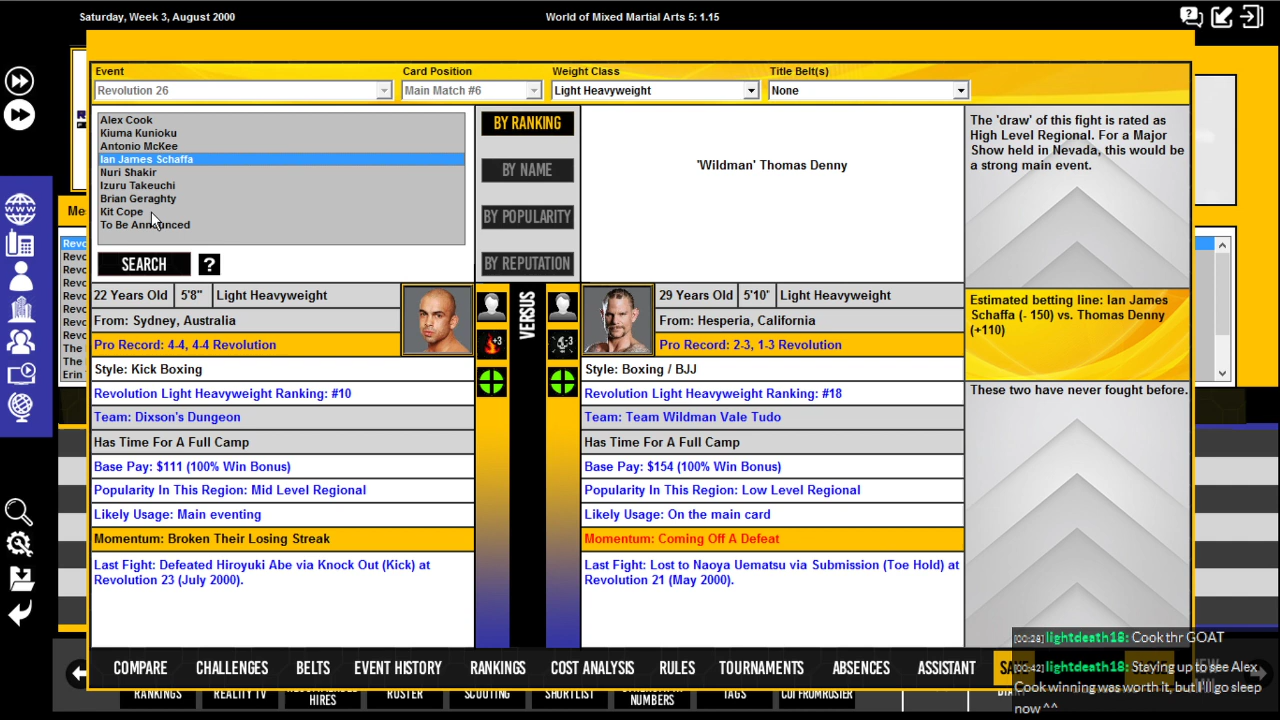 Saturday, Week 3, August 2000
World of Mixed Martial Arts 5: 1.15
Event
Card Position
Weight Class
Title Belt(s)
Revolution 26
Main Match #6
Light Heavyweight
None
Alex Cook
Kiuma Kunioku
Antonio McKee
Ian James Schaffa
Nuri Shakir
Izuru Takeuchi
Brian Geraghty
Kit Cope
To Be Announced
SEARCH
?
BY RANKING
BY NAME
BY POPULARITY
BY REPUTATION
'Wildman' Thomas Denny
The 'draw' of this fight is rated as
High Level Regional. For a Major
Show held in Nevada, this would be
a strong main event.
22 Years Old
5'8"
Light Heavyweight
From: Sydney, Australia
Pro Record: 4-4, 4-4 Revolution
Style: Kick Boxing
Revolution Light Heavyweight Ranking: #10
Team: Dixson's Dungeon
Has Time For A Full Camp
Base Pay: $111 (100% Win Bonus)
Popularity In This Region: Mid Level Regional
Likely Usage: Main eventing
Momentum: Broken Their Losing Streak
Last Fight: Defeated Hiroyuki Abe via Knock Out (Kick) at
Revolution 23 (July 2000).
+3
VERSUS
-3
29 Years Old
5'10'
Light Heavyweight
From: Hesperia, California
Pro Record: 2-3, 1-3 Revolution
Style: Boxing / BJJ
Revolution Light Heavyweight Ranking: #18
Team: Team Wildman Vale Tudo
Has Time For A Full Camp
Base Pay: $154 (100% Win Bonus)
Popularity In This Region: Low Level Regional
Likely Usage: On the main card
Momentum: Coming Off A Defeat
Last Fight: Lost to Naoya Uematsu via Submission (Toe Hold) at
Revolution 21 (May 2000).
Estimated betting line: Ian James
Schaffa (- 150) vs. Thomas Denny
(+110)
These two have never fought before.
[00:28] lightdeath18: Cook thr GOAT
[00:42] lightdeath18: Staying up to see Alex
Cook winning was worth it, but I'll go sleep
now ^^
COMPARE
CHALLENGES
BELTS
EVENT HISTORY
RANKINGS
COST ANALYSIS
RULES
TOURNAMENTS
ABSENCES
ASSISTANT
RANKINGS
REALITY TV
HIRES
ROSTER
SCOUTING
SHORTLIST
NUMBERS
TAGS